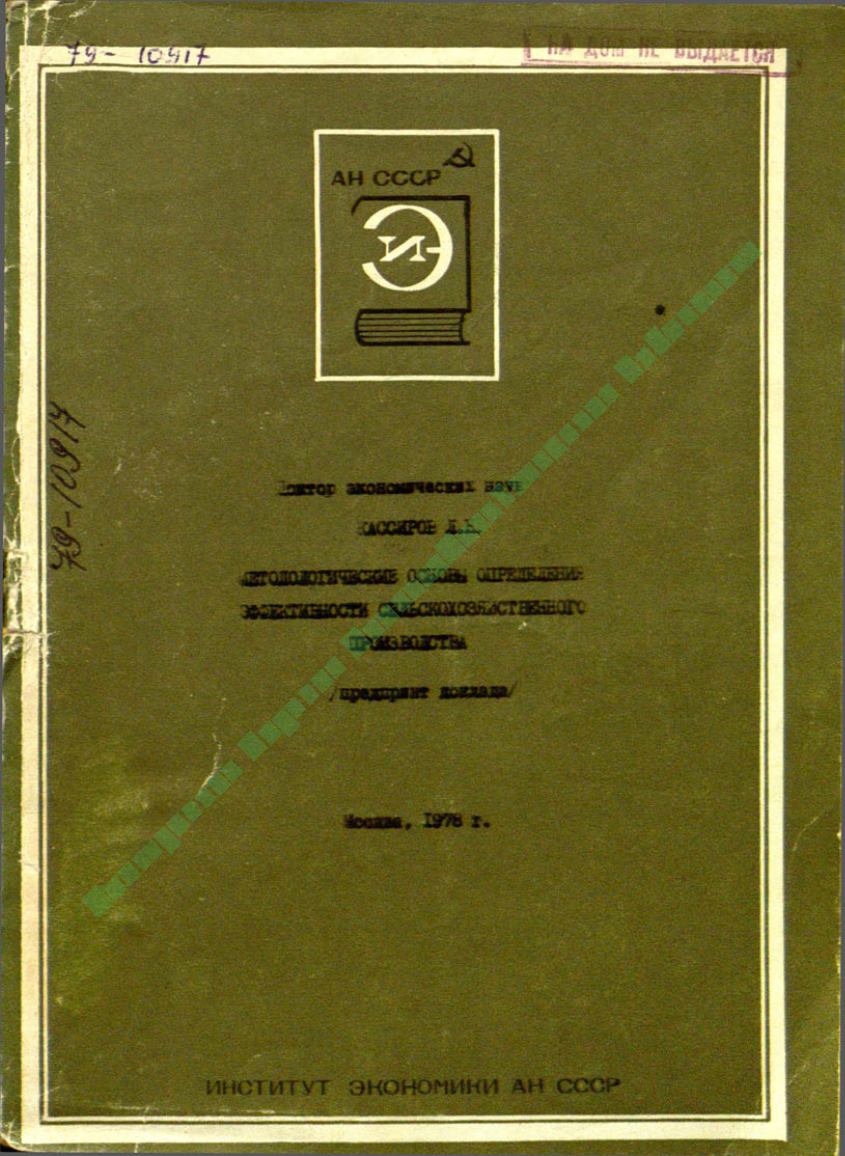 79-10917
НА ДОМ НЕ ВЫДАЕТСЯ
АН СССР
ЭИ
79-10917
Доктор экономических наук
КАССИРОВ
МЕТОДОЛОГИЧЕСКИЕ ОСНОВЫ ОПРЕДЕЛЕНИЯ
ЭФФЕКТИВНОСТИ СЕЛЬСКОХОЗЯЙСТВЕННОГО
ПРОИЗВОДСТВА
/препринт доклада/
Москва, 1978 г.
ИНСТИТУТ ЭКОНОМИКИ АН СССР